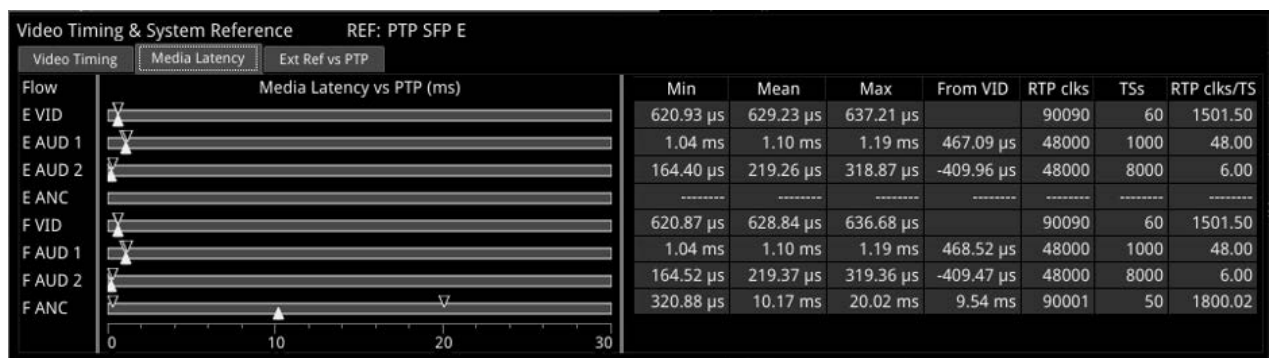 Video Timing & System Reference REF: PTP SFP E
Video Timing Media Latency Ext Ref vs PTP
Flow Media Latency vs PTP (ms) Min Mean Max From VID RTP clks TSs RTP clks/TS
E VID 620.93 µs 629.23 µs 637.21 µs 90090 60 1501.50
E AUD 1 1.04 ms 1.10 ms 1.19 ms 467.09 µs 48000 1000 48.00
E AUD 2 164.40 µs 219.26 µs 318.87 µs -409.96 µs 48000 8000 6.00
E ANC -------- -------- -------- -------- -------- -------- --------
F VID 620.87 µs 628.84 µs 636.68 µs 90090 60 1501.50
F AUD 1 1.04 ms 1.10 ms 1.19 ms 468.52 µs 48000 1000 48.00
F AUD 2 164.52 µs 219.37 µs 319.36 µs -409.47 µs 48000 8000 6.00
F ANC 320.88 µs 10.17 ms 20.02 ms 9.54 ms 90001 50 1800.02
0 10 20 30